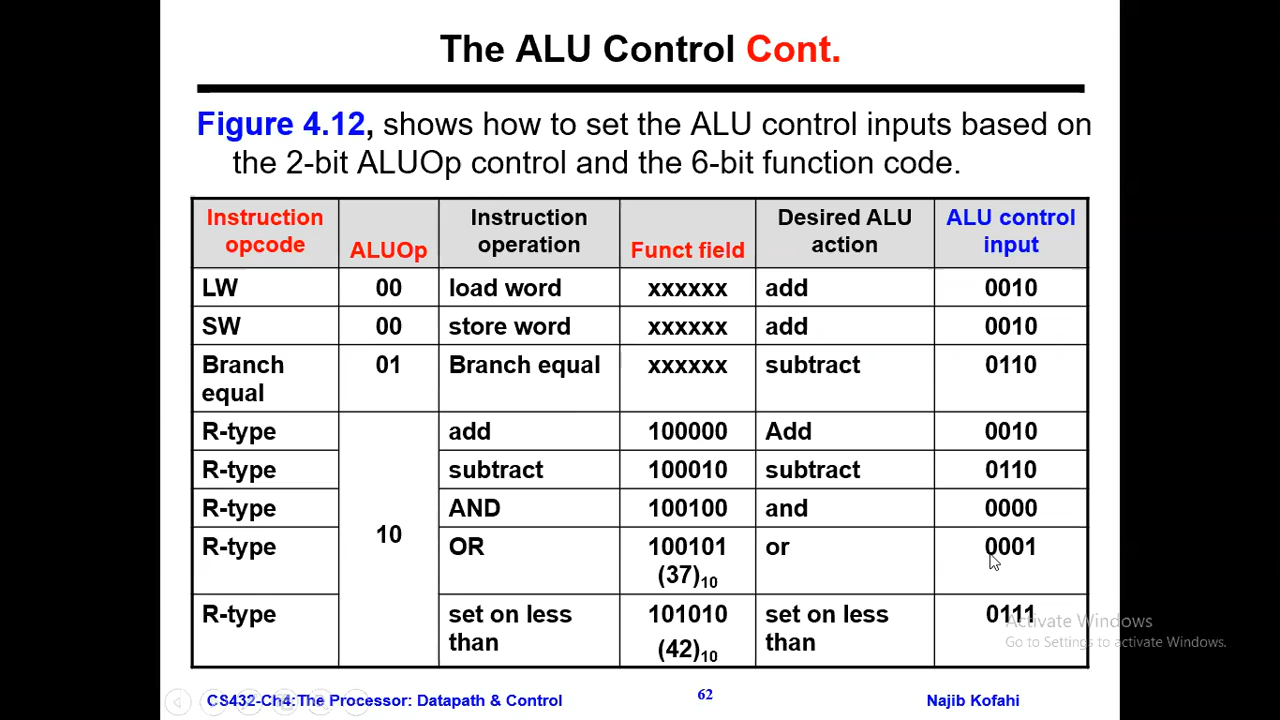 The ALU Control Cont.
Figure 4.12, shows how to set the ALU control inputs based on
the 2-bit ALUOp control and the 6-bit function code.
Instruction opcode ALUOp Instruction operation Funct field Desired ALU action ALU control input
LW 00 load word xxxxxx add 0010
SW 00 store word xxxxxx add 0010
Branch equal 01 Branch equal xxxxxx subtract 0110
R-type 10 add 100000 Add 0010
R-type subtract 100010 subtract 0110
R-type AND 100100 and 0000
R-type OR 100101 (37)10 or 0001
R-type set on less than 101010 (42)10 set on less than 0111
Activate Windows
Go to Settings to activate Windows.
CS432-Ch4:The Processor: Datapath & Control 62 Najib Kofahi